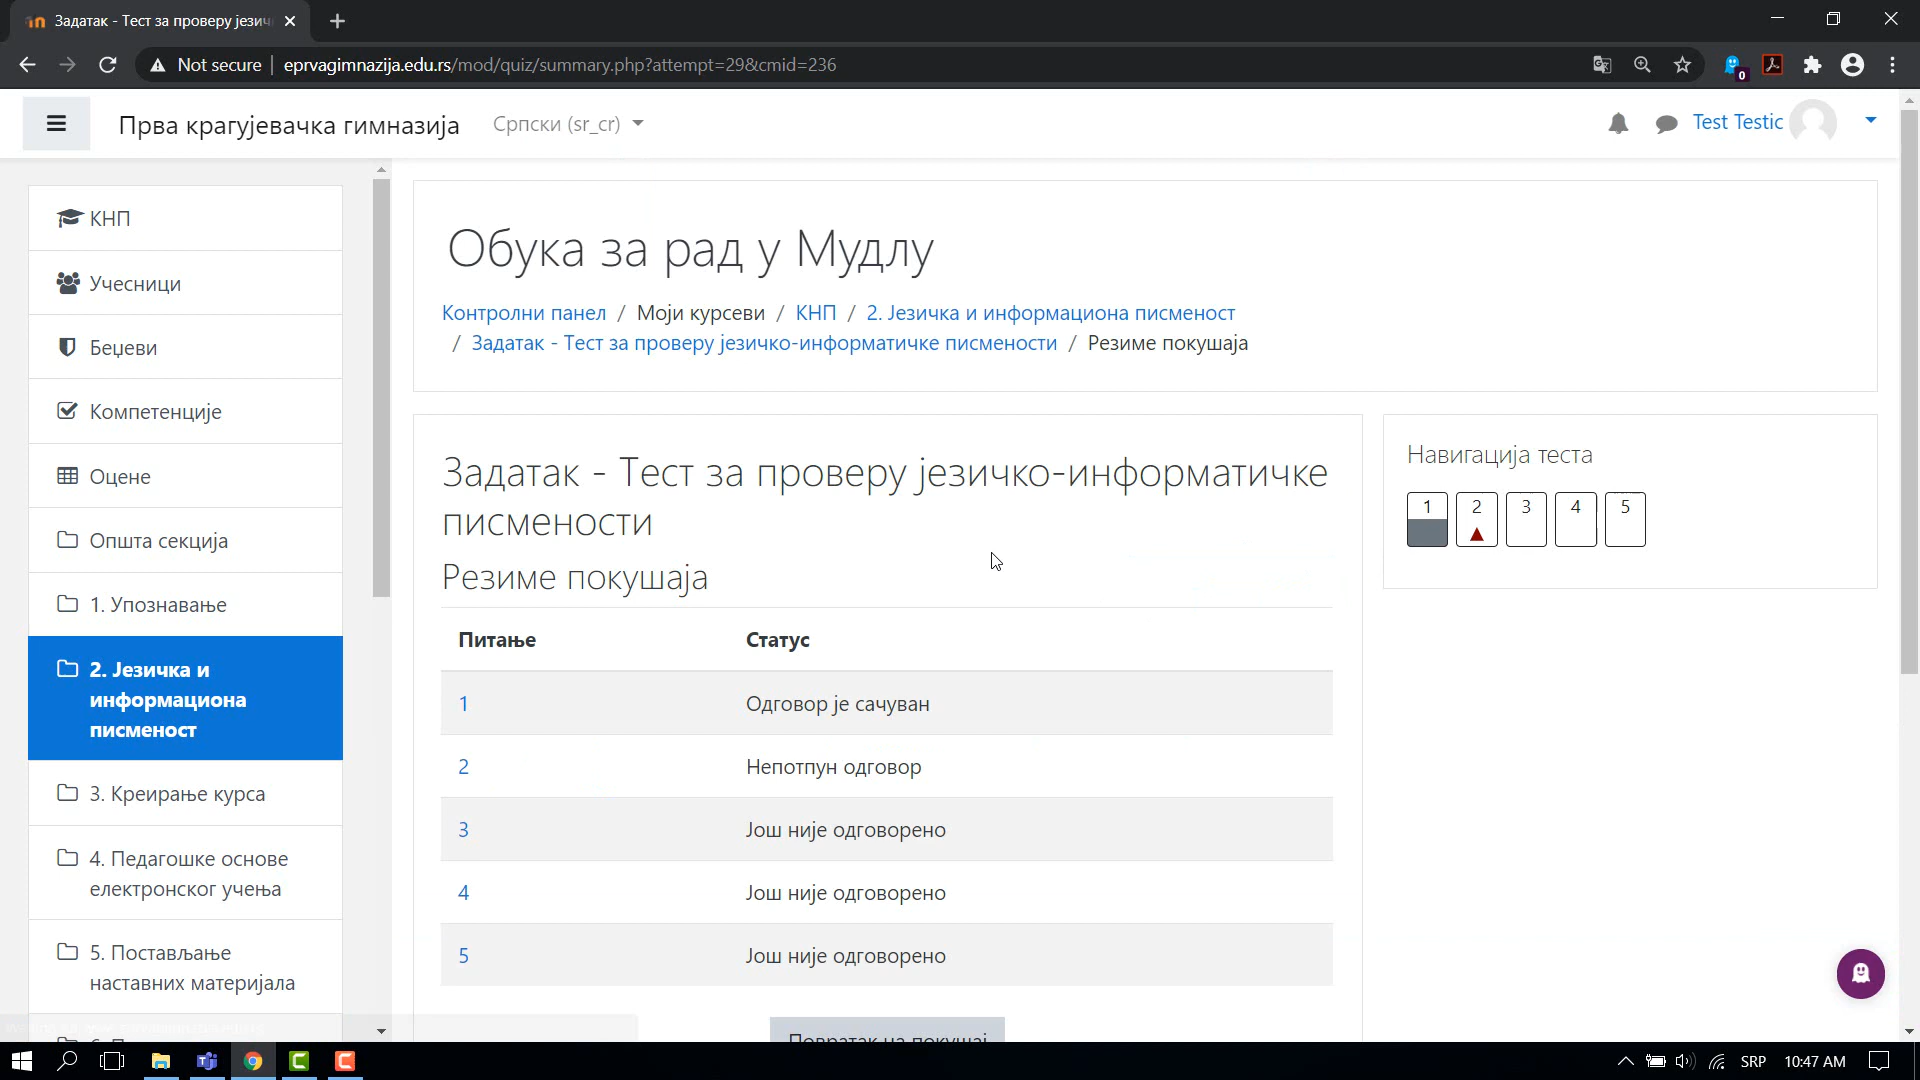 Задатак - Тест за проверу језич
Not secure
eprvagimnazija.edu.rs/mod/quiz/summary.php?attempt=29&cmid=236
0
Прва крагујевачка гимназија
Српски (sr_cr)
Test Testic
КНП
Учесници
Беџеви
Компетенције
Оцене
Општа секција
1. Упознавање
2. Језичка и
информациона
писменост
3. Креирање курса
4. Педагошке основе
електронског учења
5. Постављање
наставних материјала
Обука за рад у Мудлу
Контролни панел / Моји курсеви / КНП / 2. Језичка и информациона писменост
/ Задатак - Тест за проверу језичко-информатичке писмености / Резиме покушаја
Задатак - Тест за проверу језичко-информатичке
писмености
Резиме покушаја
Питање Статус
1 Одговор је сачуван
2 Непотпун одговор
3 Још није одговорено
4 Још није одговорено
5 Још није одговорено
Повратак на покушај
Навигација теста
1 2 3 4 5
SRP 10:47 AM